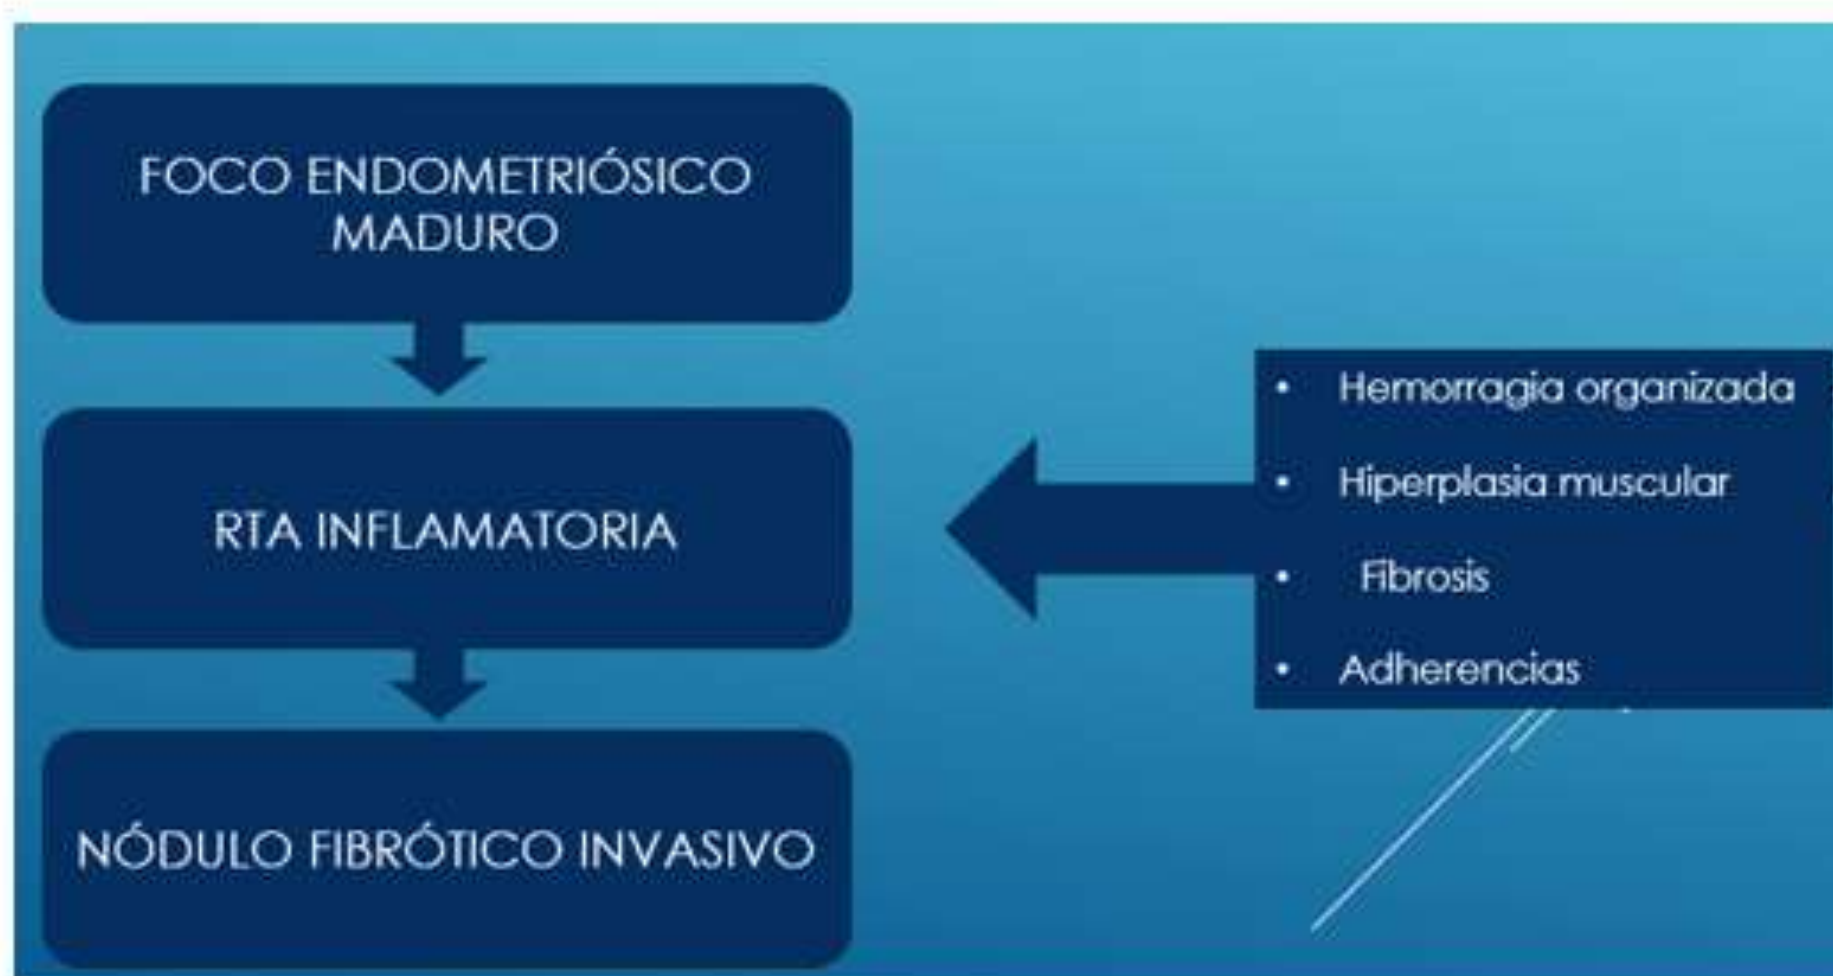 FOCO ENDOMETRIÓSICO
MADURO
RTA INFLAMATORIA
NÓDULO FIBRÓTICO INVASIVO
• Hemorragia organizada
• Hiperplasia muscular
• Fibrosis
• Adherencias